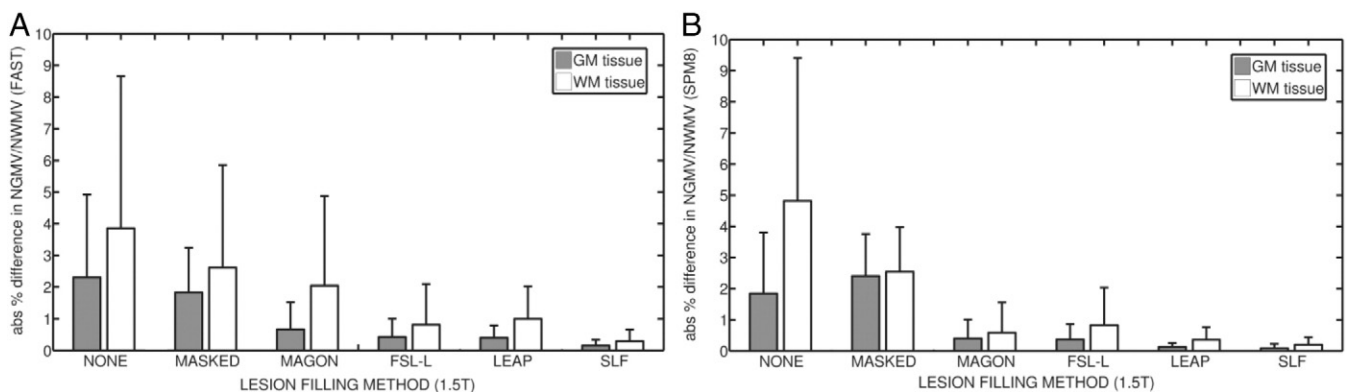 A
abs % difference in NGMV/NWMV (FAST)
10
9
8
7
6
5
4
3
2
1
0
GM tissue
WM tissue
NONE MASKED MAGON FSL-L LEAP SLF
LESION FILLING METHOD (1.5T)
B
abs % difference in NGMV/NWMV (SPM8)
10
9
8
7
6
5
4
3
2
1
0
GM tissue
WM tissue
NONE MASKED MAGON FSL-L LEAP SLF
LESION FILLING METHOD (1.5T)